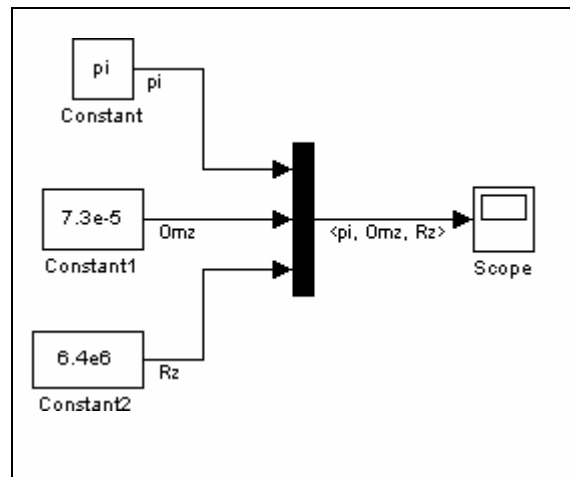 pi
pi
Constant
7.3e-5
Omz
Constant1
<pi, Omz, Rz>
Scope
6.4e6
Rz
Constant2